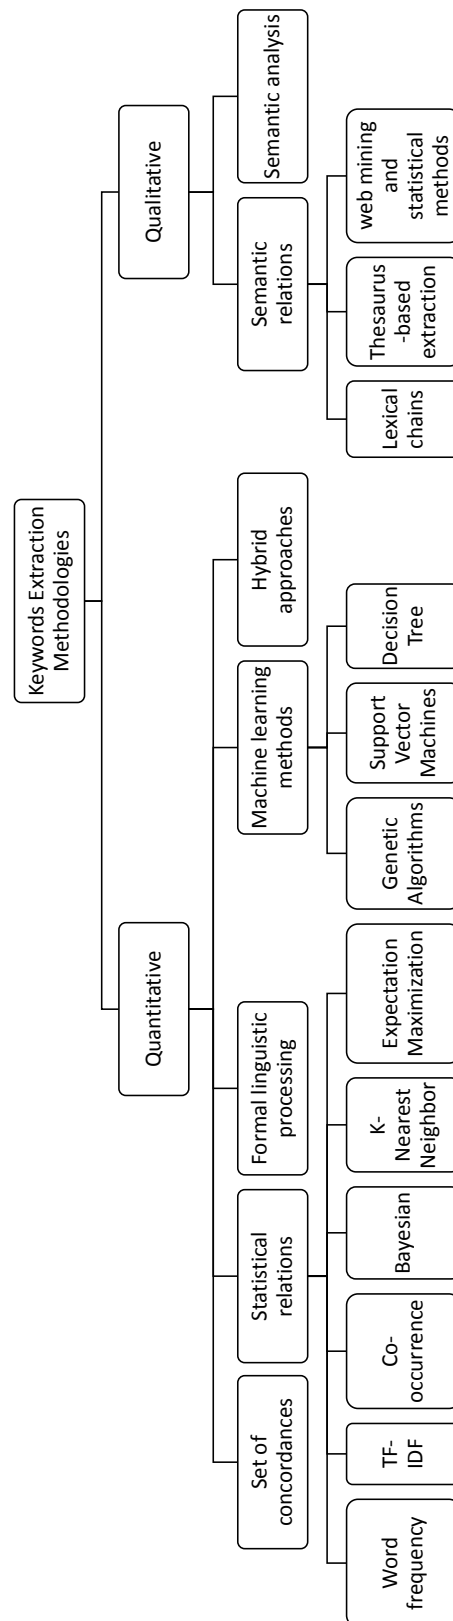 Keywords Extraction
Methodologies
Quantitative
Qualitative
Set of
concordances
Statistical
relations
Formal linguistic
processing
Machine learning
methods
Hybrid
approaches
Semantic
relations
Semantic analysis
Word
frequency
TF-
IDF
Co-
occurrence
Bayesian
K-
Nearest
Neighbor
Expectation
Maximization
Genetic
Algorithms
Support
Vector
Machines
Decision
Tree
Lexical
chains
Thesaurus
-based
extraction
web mining
and
statistical
methods